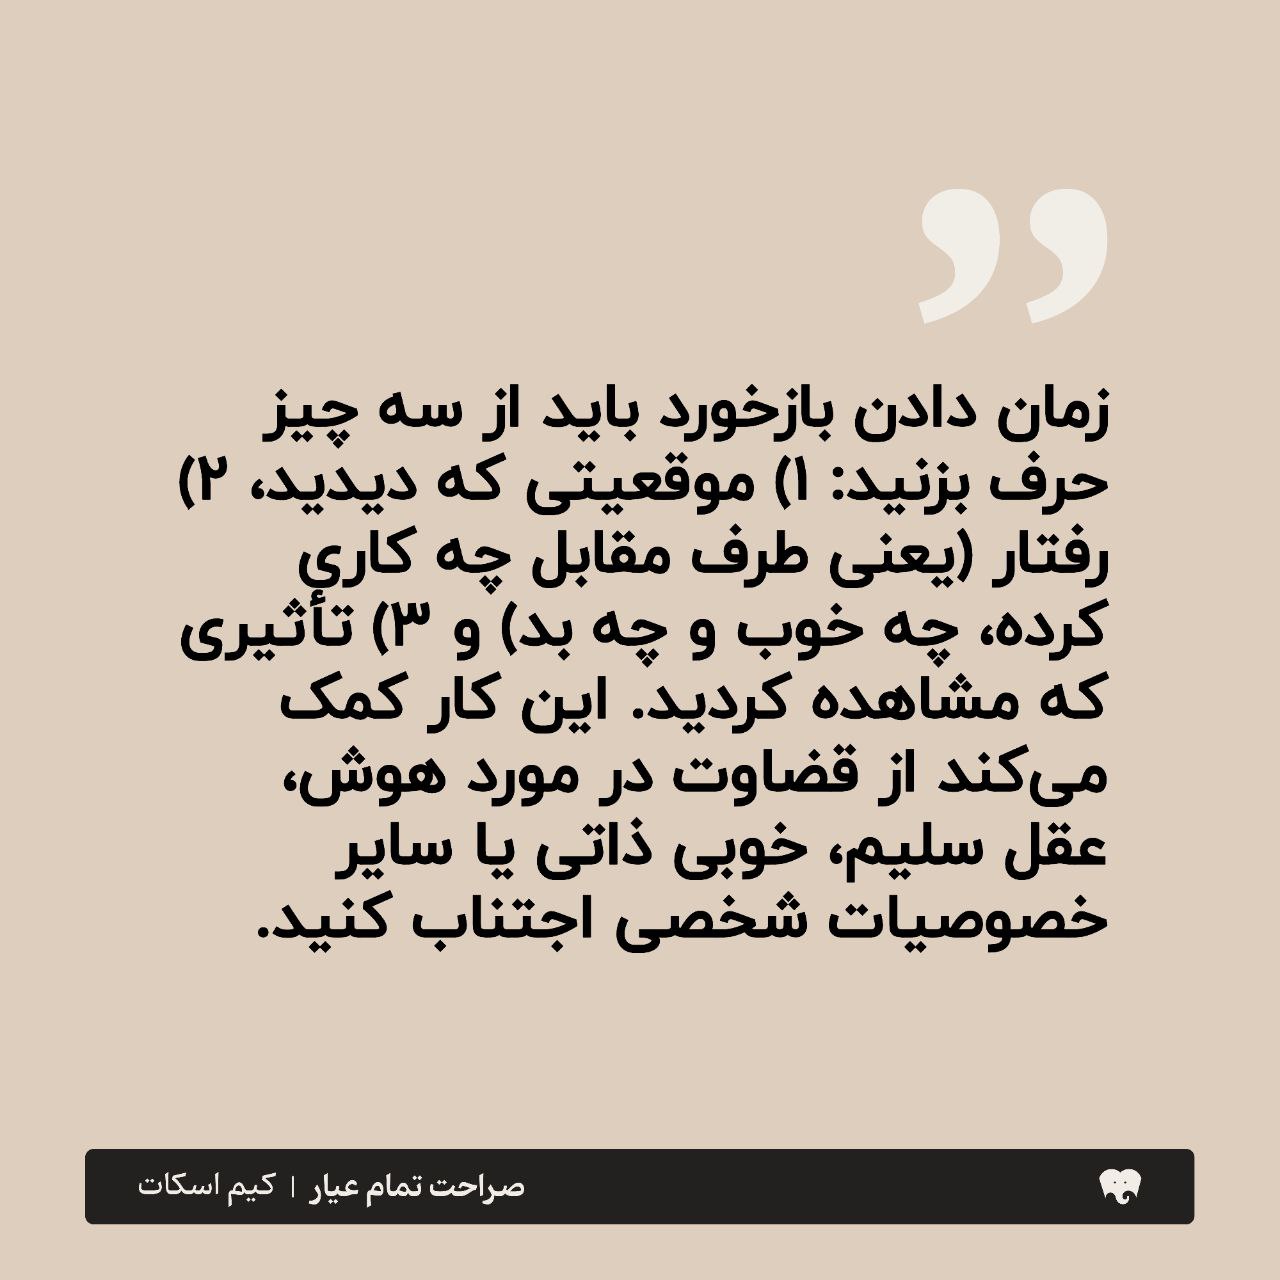 زمان دادن بازخورد باید از سه چیز
حرف بزنید: ۱) موقعیتی که دیدید، ۲)
رفتار (یعنی طرف مقابل چه کاری
کرده، چه خوب و چه بد) و ۳) تأثیری
که مشاهده کردید. این کار کمک
می‌کند از قضاوت در مورد هوش،
عقل سلیم، خوبی ذاتی یا سایر
خصوصیات شخصی اجتناب کنید.
صراحت تمام عیار | کیم اسکات